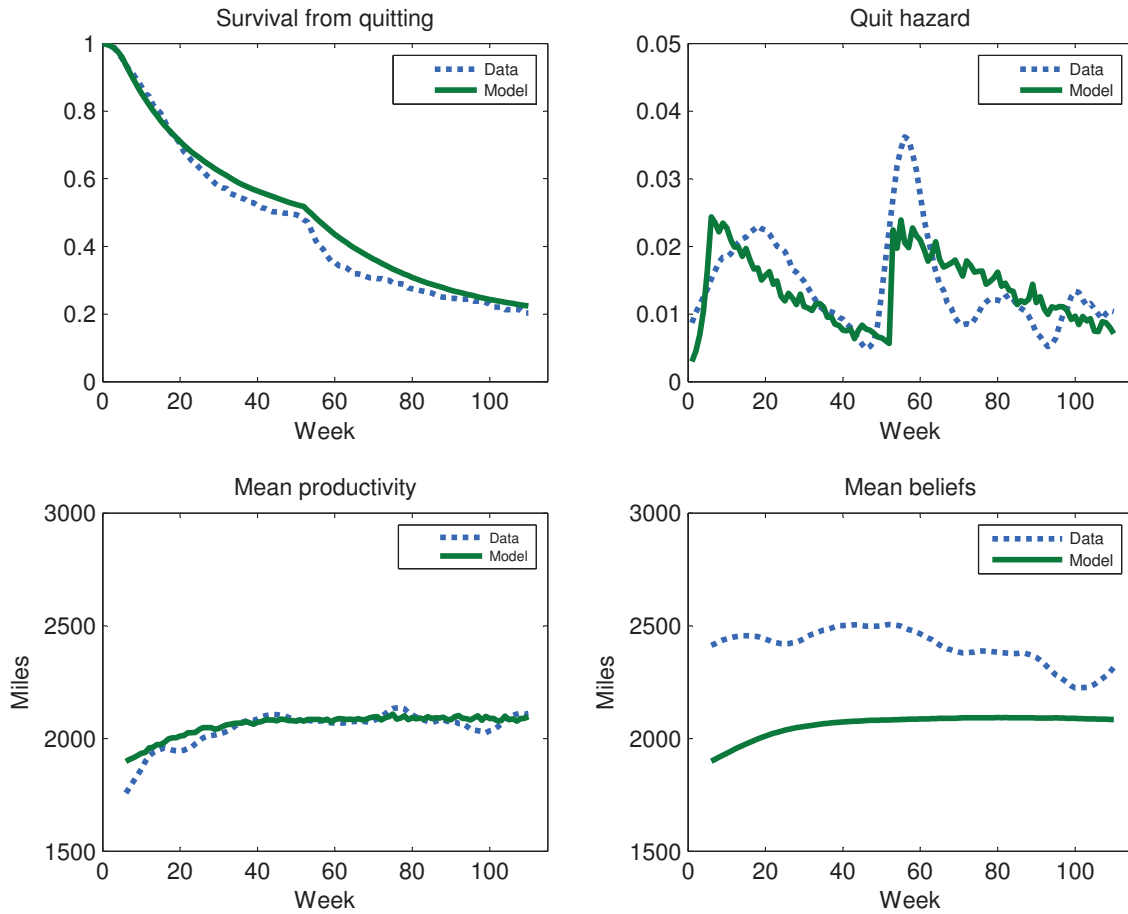 Survival from quitting
1
0.8
0.6
0.4
0.2
0
0 20 40 60 80 100
Week
Data
Model
Quit hazard
0.05
0.04
0.03
0.02
0.01
0
0 20 40 60 80 100
Week
Data
Model
Mean productivity
3000
2500
2000
1500
Miles
0 20 40 60 80 100
Week
Data
Model
Mean beliefs
3000
2500
2000
1500
Miles
0 20 40 60 80 100
Week
Data
Model